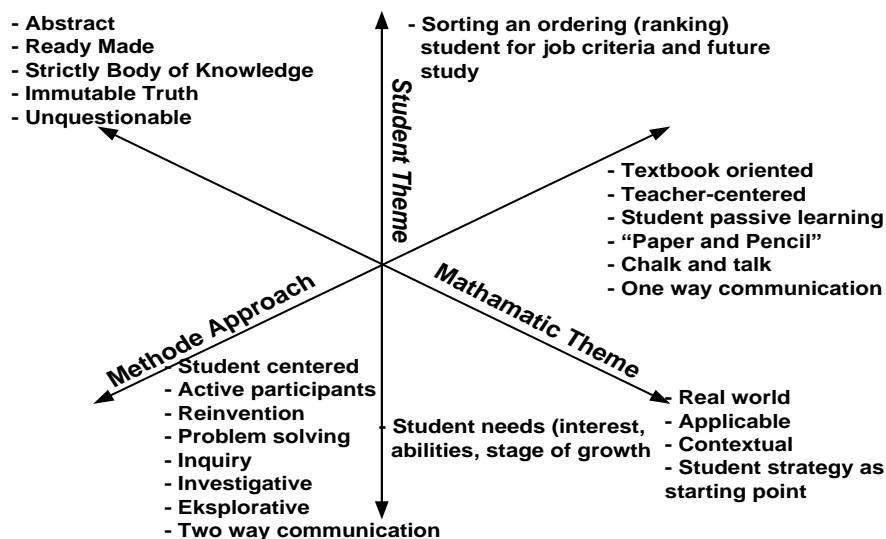 - Abstract
- Ready Made
- Strictly Body of Knowledge
- Immutable Truth
- Unquestionable
- Sorting an ordering (ranking)
student for job criteria and future
study
Student Theme
- Textbook oriented
- Teacher-centered
- Student passive learning
- “Paper and Pencil”
- Chalk and talk
- One way communication
Methode Approach
Mathamatic Theme
- Student centered
- Active participants
- Reinvention
- Problem solving
- Inquiry
- Investigative
- Eksplorative
- Two way communication
- Student needs (interest,
abilities, stage of growth
- Real world
- Applicable
- Contextual
- Student strategy as
starting point